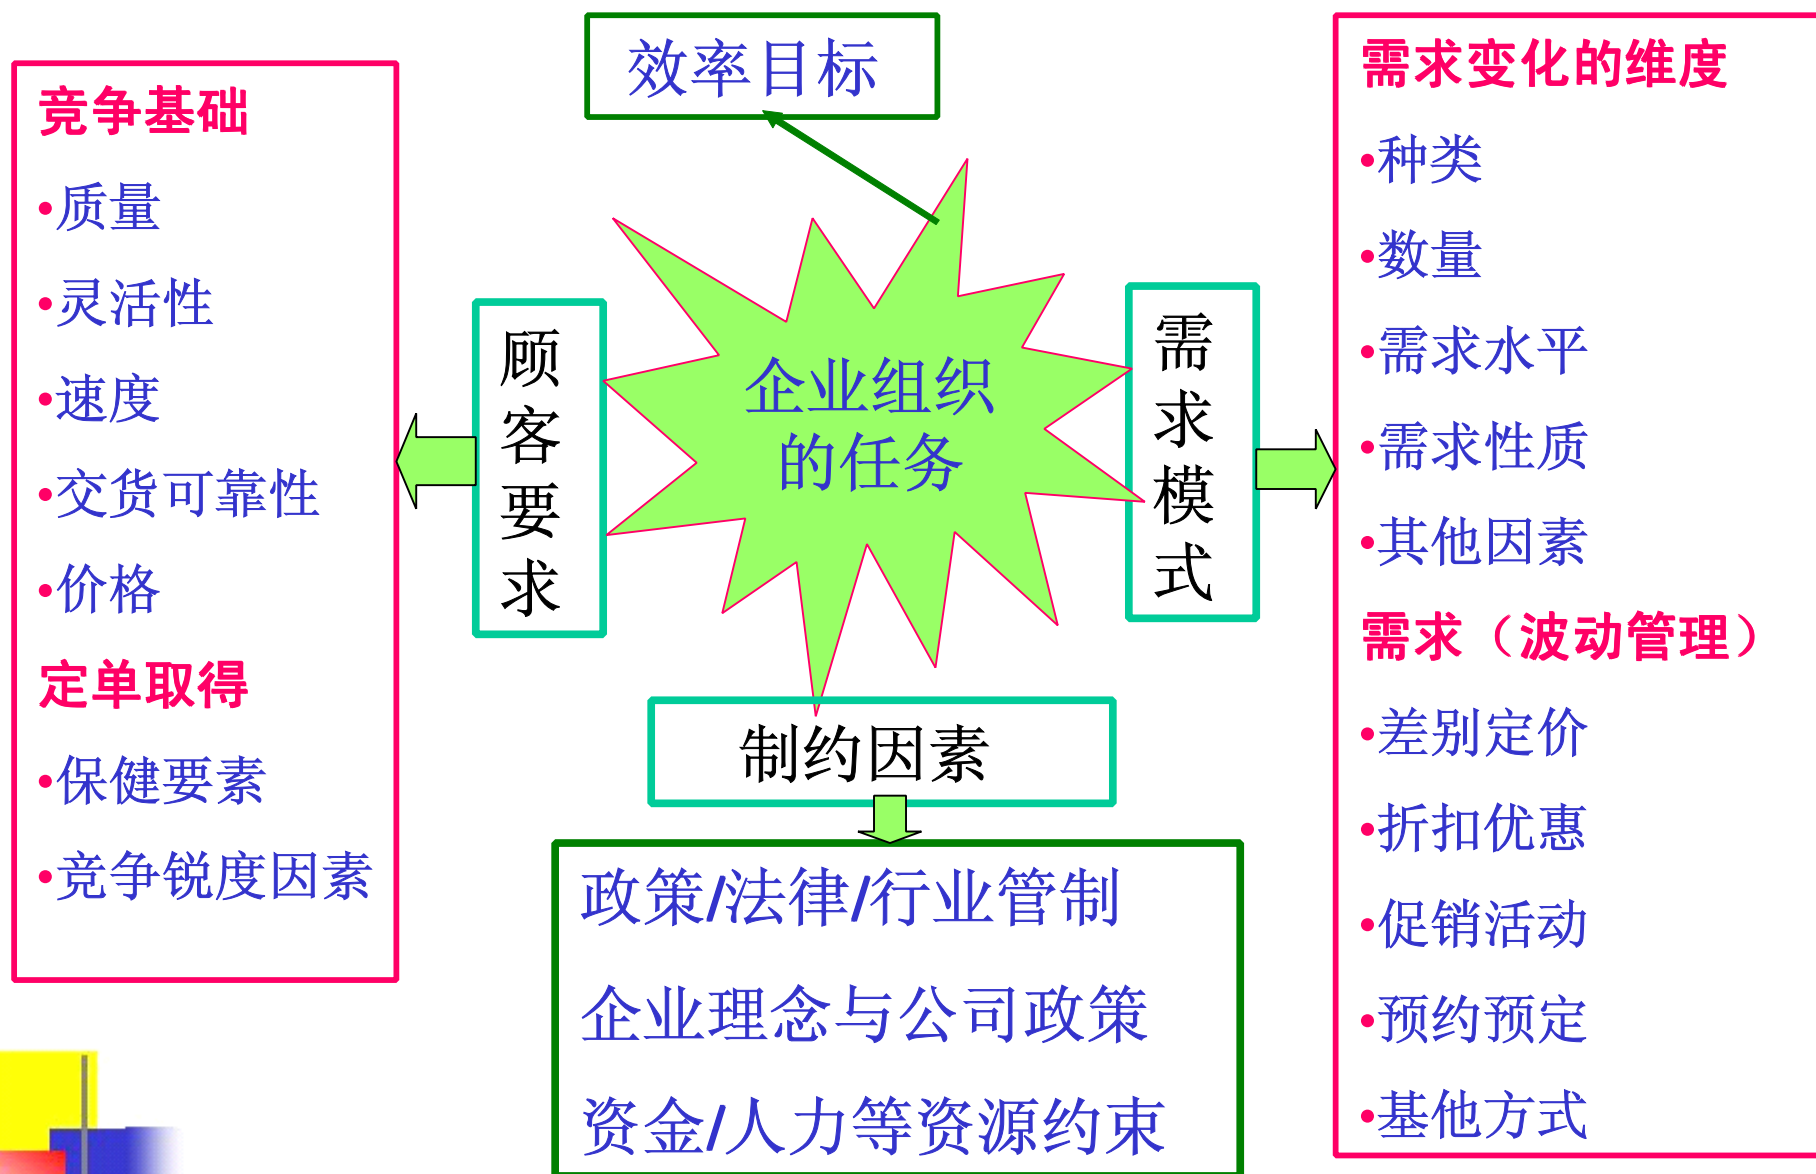 效率目标
竞争基础
•质量
•灵活性
•速度
•交货可靠性
•价格
定单取得
•保健要素
•竞争锐度因素
顾客要求
企业组织
的任务
需求模式
制约因素
政策/法律/行业管制
企业理念与公司政策
资金/人力等资源约束
需求变化的维度
•种类
•数量
•需求水平
•需求性质
•其他因素
需求（波动管理）
•差别定价
•折扣优惠
•促销活动
•预约预定
•基他方式